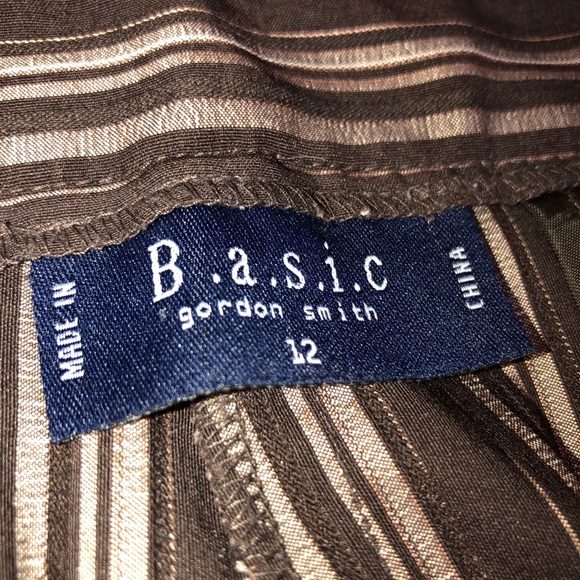 B.a.s.i.c
gordon smith
12
MADE IN
CHINA